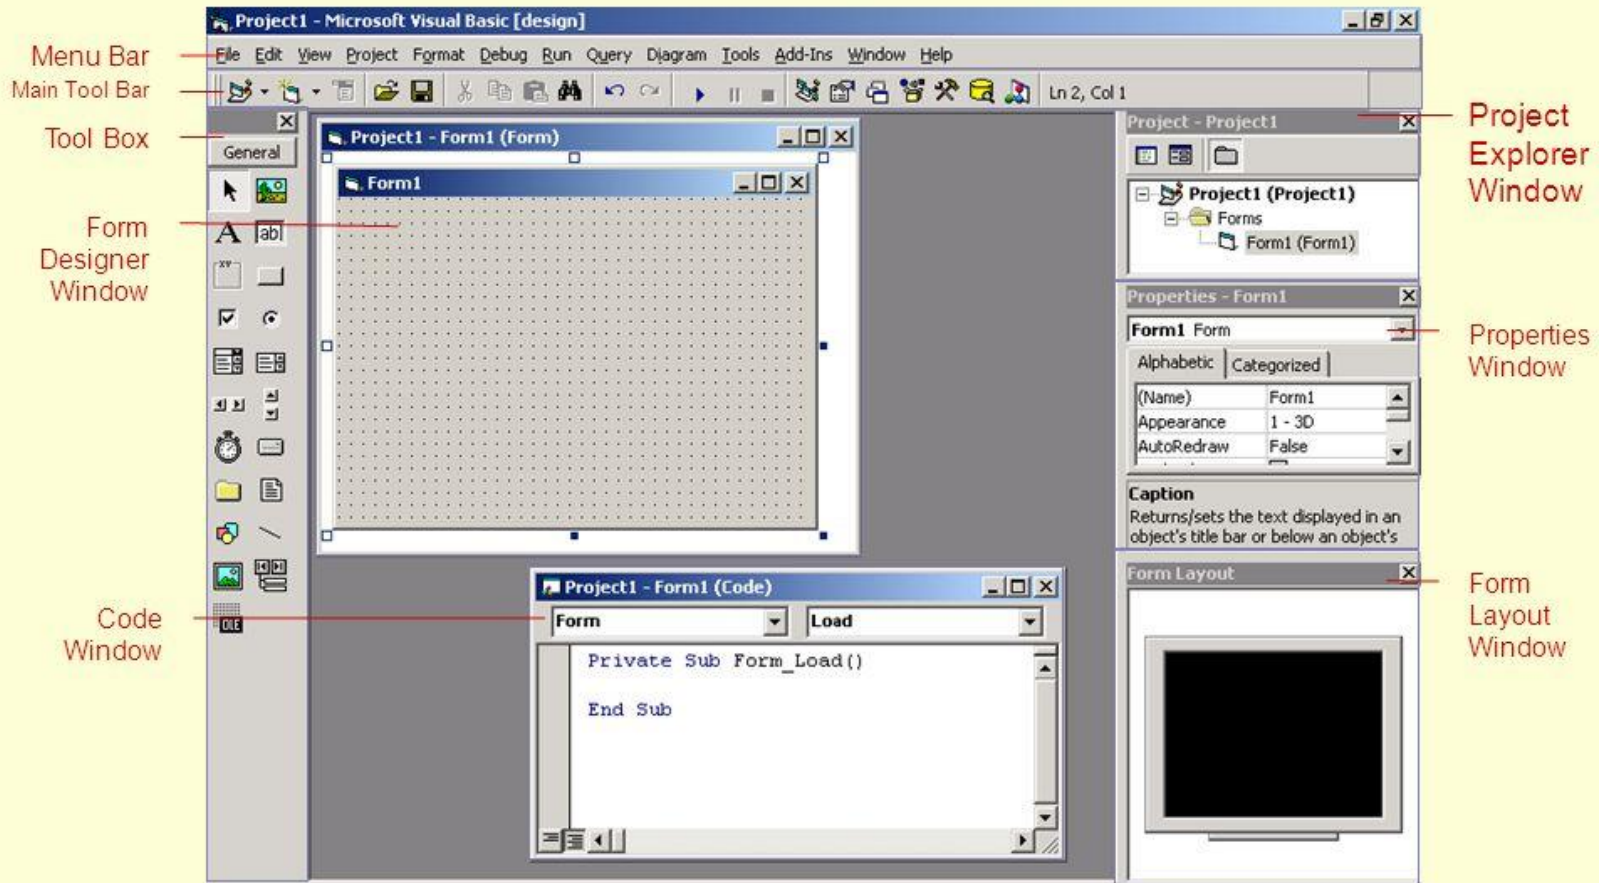 Project1 - Microsoft Visual Basic [design]
Menu Bar
File Edit View Project Format Debug Run Query Diagram Tools Add-Ins Window Help
Main Tool Bar
Ln 2, Col 1
Tool Box
General
A
ab
XY
OLE
Form
Designer
Window
Project1 - Form1 (Form)
Form1
Code
Window
Project1 - Form1 (Code)
Form
Load
Private Sub Form_Load()
End Sub
Project - Project1
Project1 (Project1)
Forms
Form1 (Form1)
Project
Explorer
Window
Properties - Form1
Form1 Form
Alphabetic
Categorized
(Name) Form1
Appearance 1 - 3D
AutoRedraw False
Caption
Returns/sets the text displayed in an
object's title bar or below an object's
Properties
Window
Form Layout
Form
Layout
Window